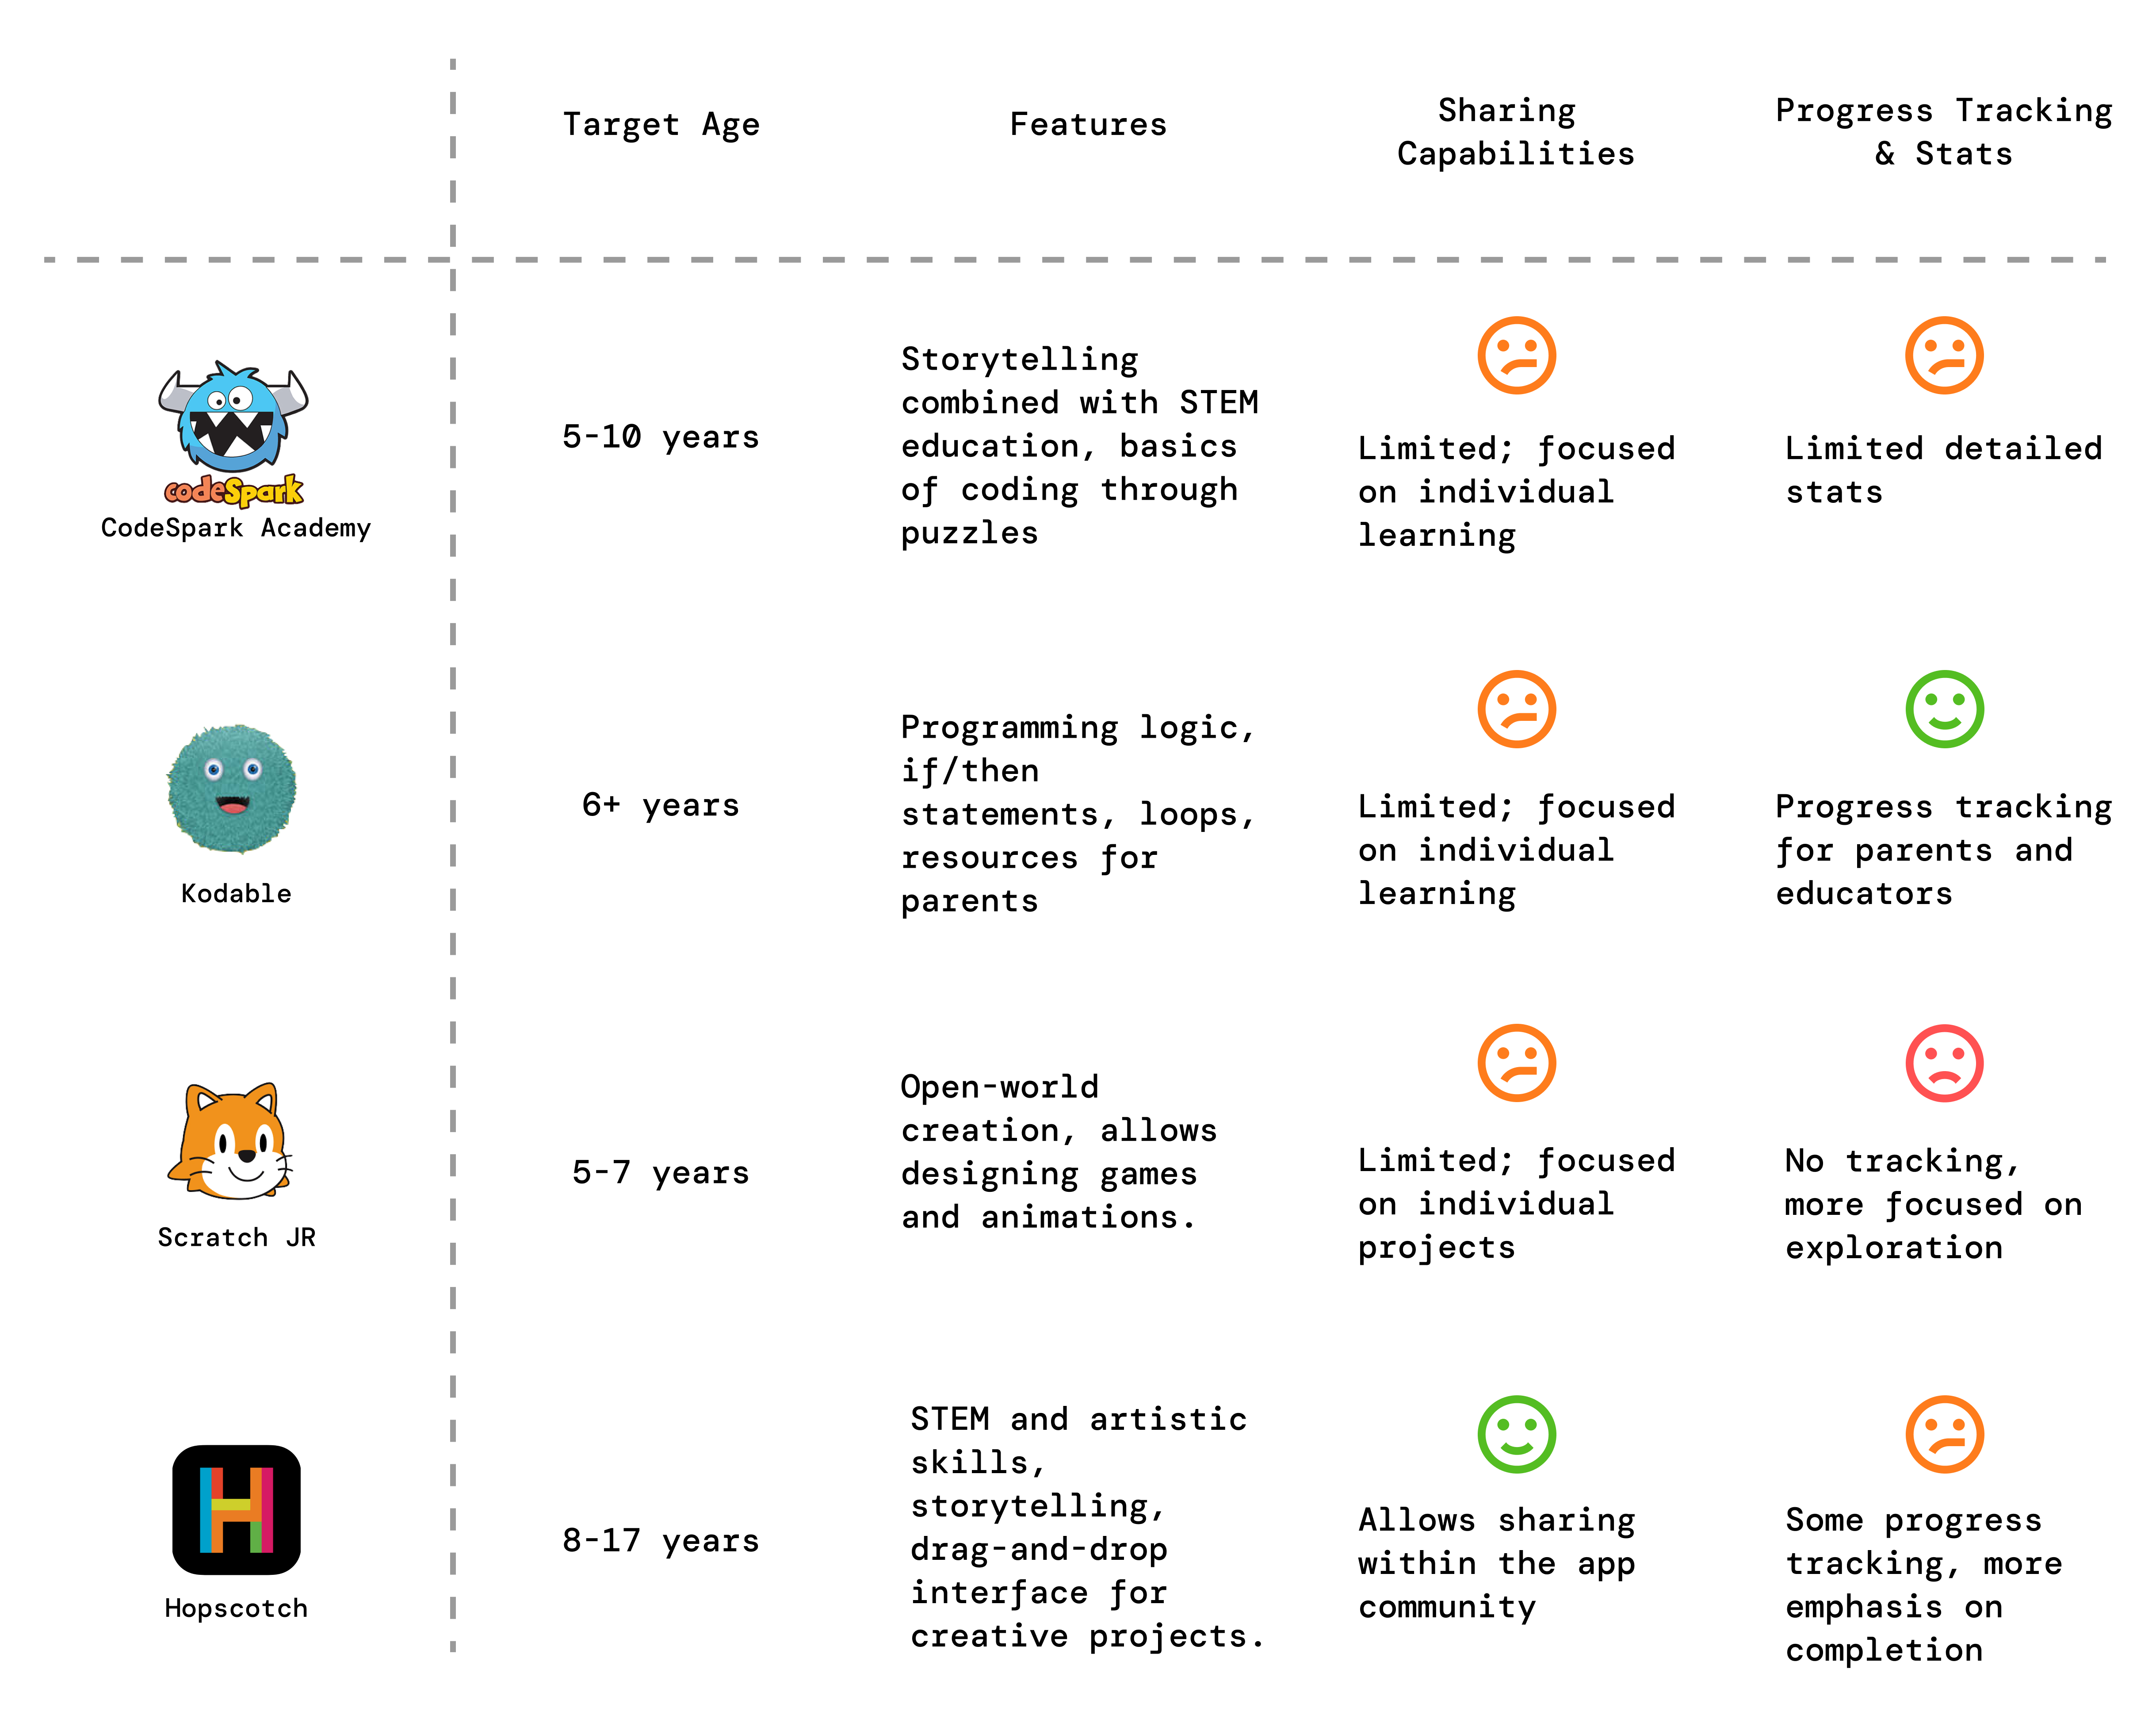 Target Age
Features
Sharing
Capabilities
Progress Tracking
& Stats
codeSpark
CodeSpark Academy
5-10 years
Storytelling
combined with STEM
education, basics
of coding through
puzzles
Limited; focused
on individual
learning
Limited detailed
stats
Kodable
6+ years
Programming logic,
if/then
statements, loops,
resources for
parents
Limited; focused
on individual
learning
Progress tracking
for parents and
educators
Scratch JR
5-7 years
Open-world
creation, allows
designing games
and animations.
Limited; focused
on individual
projects
No tracking,
more focused on
exploration
H
Hopscotch
8-17 years
STEM and artistic
skills,
storytelling,
drag-and-drop
interface for
creative projects.
Allows sharing
within the app
community
Some progress
tracking, more
emphasis on
completion